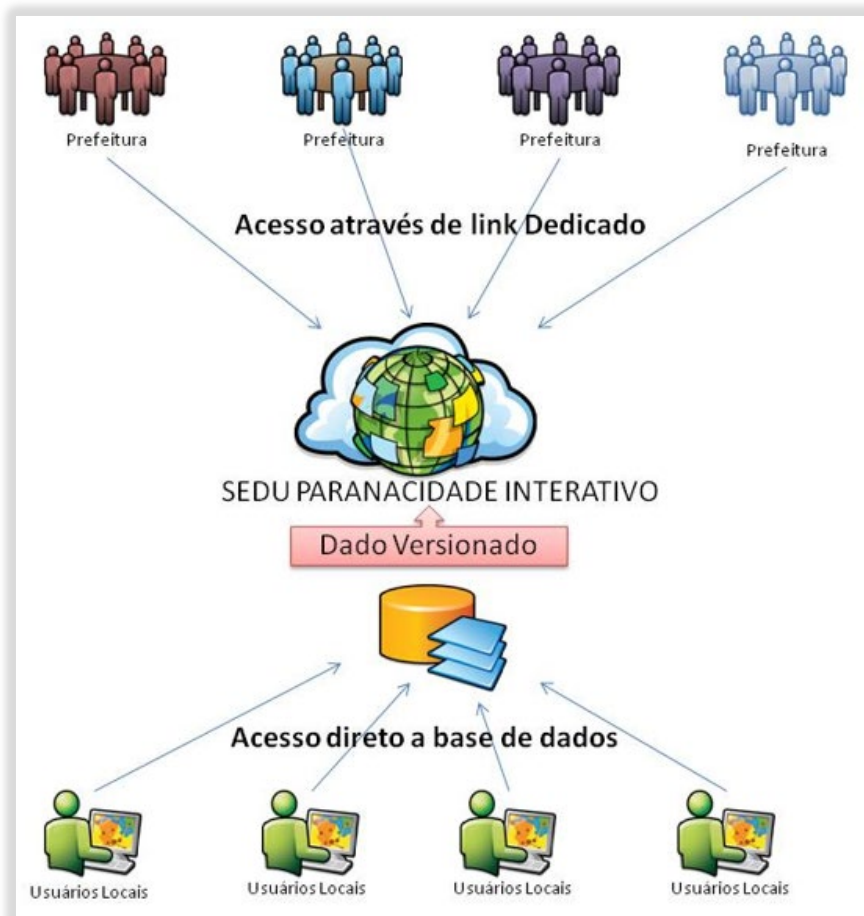 Prefeitura
Prefeitura
Prefeitura
Prefeitura
Acesso através de link Dedicado
SEDU PARANACIDADE INTERATIVO
Dado Versionado
Acesso direto a base de dados
Usuários Locais
Usuários Locais
Usuários Locais
Usuários Locais